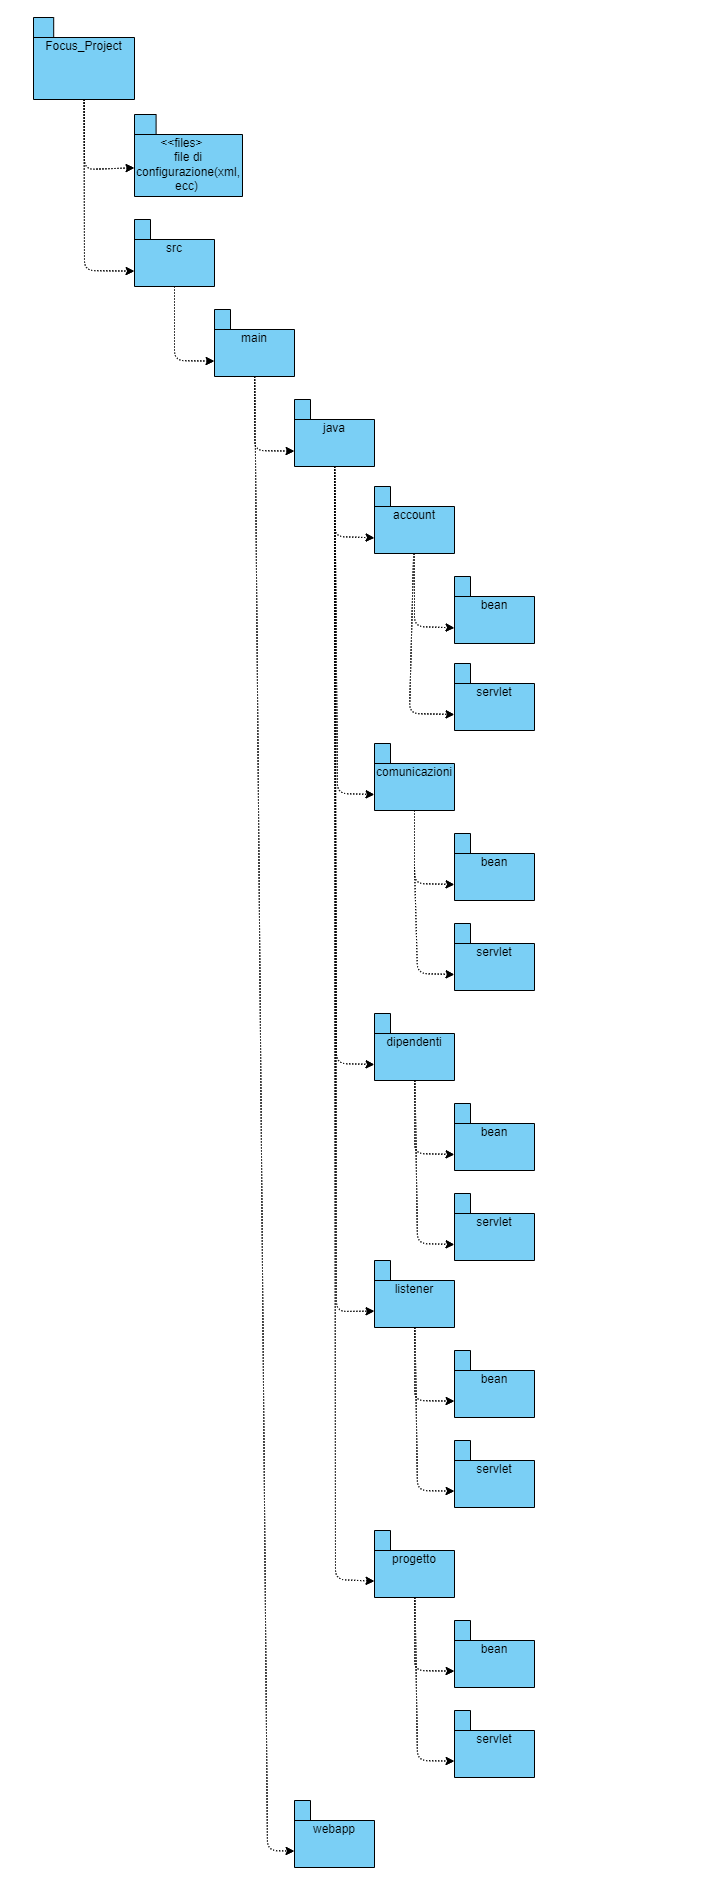 Focus_Project
<<files>
file di
configurazione(xml,
ecc)
src
main
java
account
bean
servlet
comunicazioni
bean
servlet
dipendenti
bean
servlet
listener
bean
servlet
progetto
bean
servlet
webapp